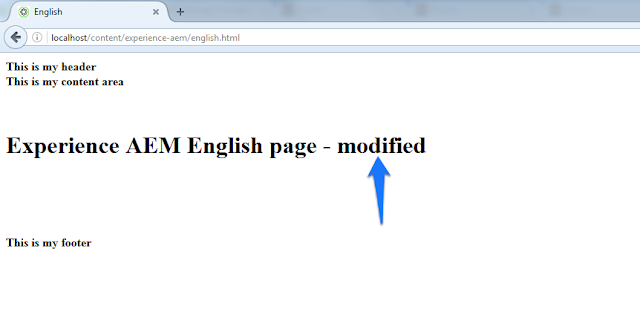 English
localhost/content/experience-aem/english.html
This is my header
This is my content area
Experience AEM English page - modified
This is my footer